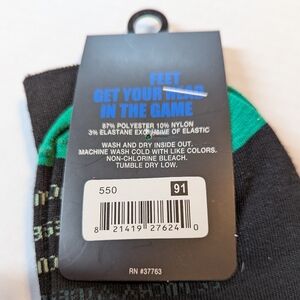 FEET
GET YOUR HEAD
IN THE GAME
87% POLYESTER 10% NYLON
3% ELASTANE EXCLUSIVE OF ELASTIC
WASH AND DRY INSIDE OUT.
MACHINE WASH COLD WITH LIKE COLORS.
NON-CHLORINE BLEACH.
TUMBLE DRY LOW.
550 91
8 21419 27624 0
RN #37763